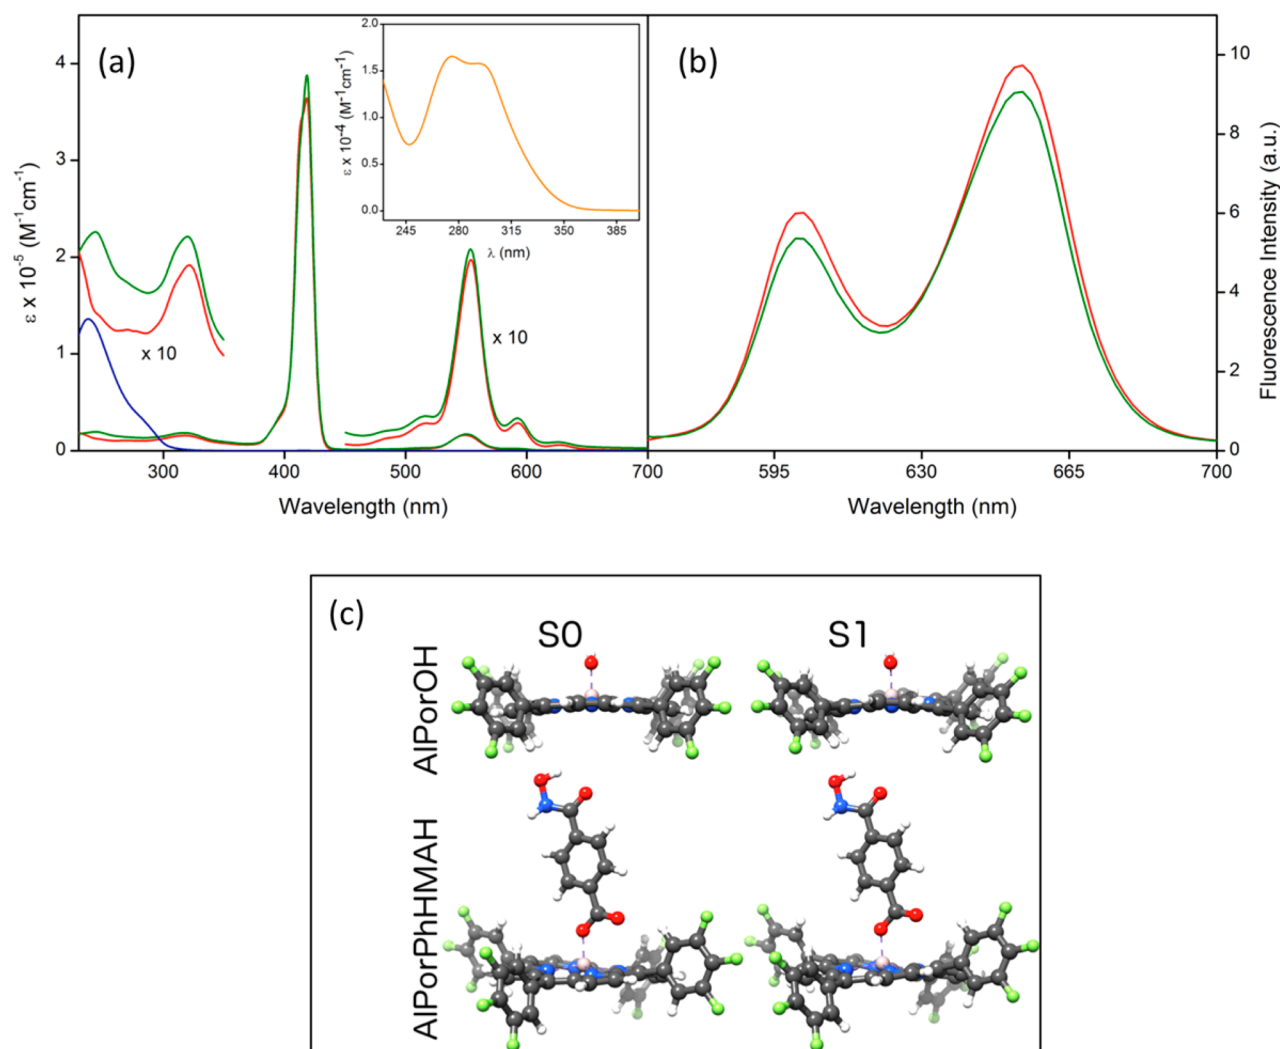 (a)
ε x 10⁻⁵ (M⁻¹cm⁻¹)
4
3
2
1
0
x 10
x 10
300
400
500
600
700
Wavelength (nm)
ε x 10⁻⁴ (M⁻¹cm⁻¹)
2.0
1.5
1.0
0.5
0.0
245
280
315
350
385
λ (nm)
(b)
10
8
6
4
2
0
Fluorescence Intensity (a.u.)
595
630
665
700
Wavelength (nm)
(c)
S0
S1
AlPorOH
AlPorPhHMAH